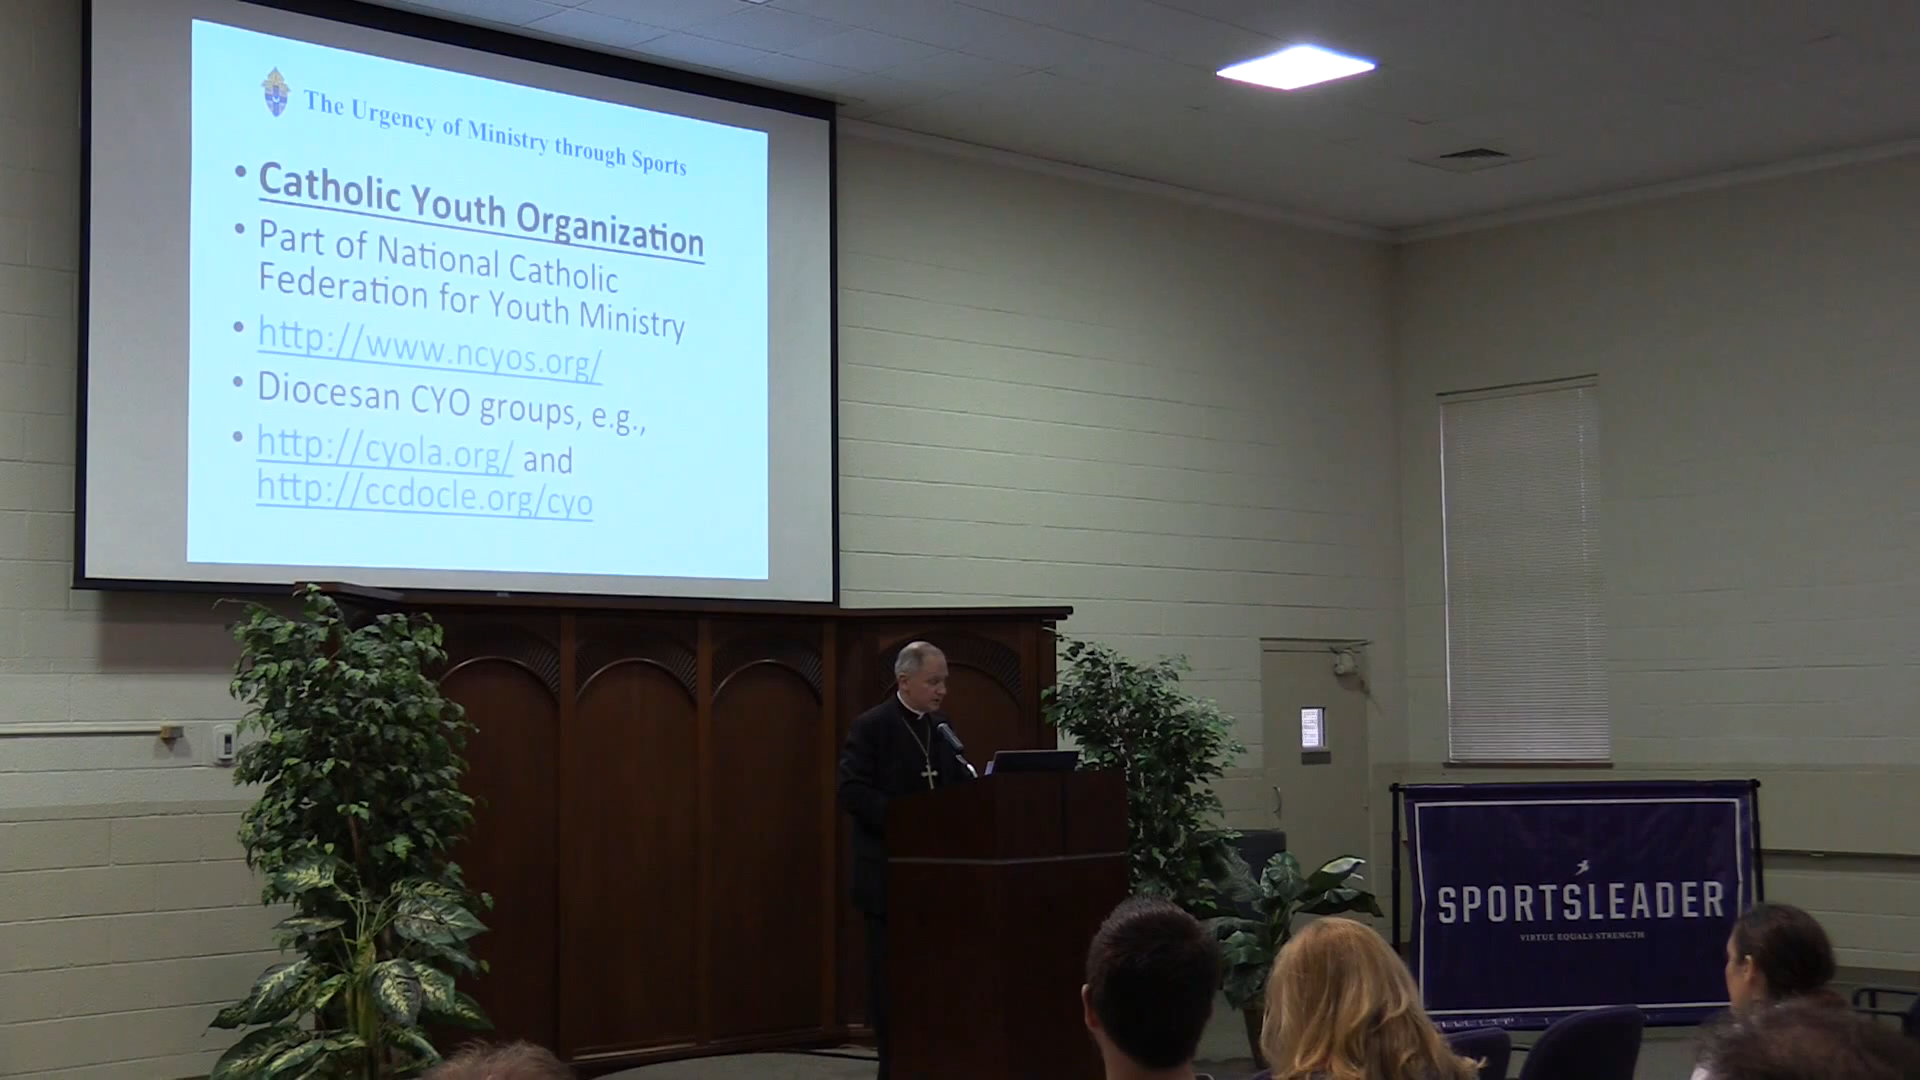 The Urgency of Ministry through Sports
• Catholic Youth Organization
• Part of National Catholic
Federation for Youth Ministry
• http://www.ncyos.org/
• Diocesan CYO groups, e.g.,
• http://cyola.org/ and
http://ccdocle.org/cyo
SPORTSLEADER
VIRTUE EQUALS STRENGTH